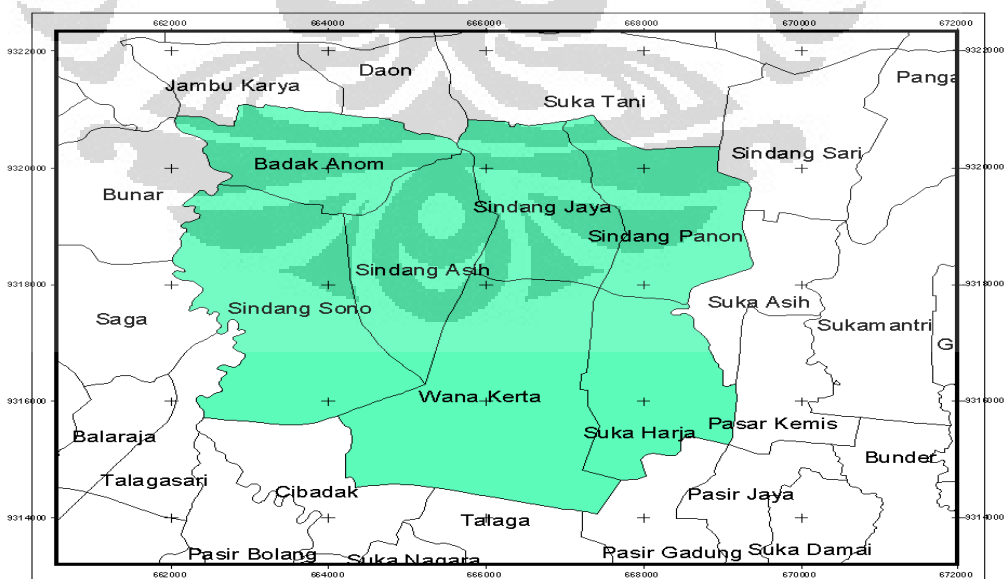 662000 664000 666000 668000 670000 672000
9322000 9322000
Daon
Jambu Karya
Panga
Suka Tani
Sindang Sari
9320000 9320000
Badak Anom
Bunar
Sindang Jaya
Sindang Panon
Sindang Asih
9318000 9318000
Suka Asih
Sindang Sono
Saga
Sukamantri
G
Wana Kerta
9316000 9316000
Pasar Kemis
Suka Harja
Balaraja
Bunder
Talagasari
Cibadak
Pasir Jaya
9314000 9314000
Talaga
Pasir Bolang
Suka Nagara
Pasir Gadung
Suka Damai
662000 664000 666000 668000 670000 672000